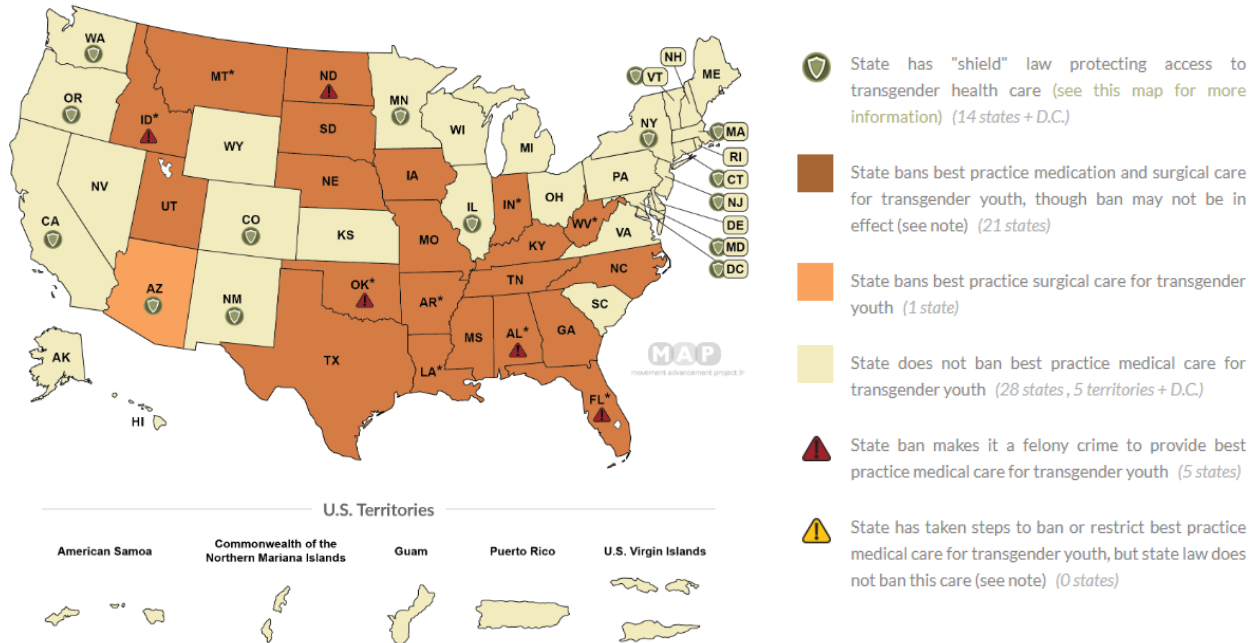 WA
OR
CA
NV
ID*
MT*
WY
UT
AZ
CO
NM
ND
SD
NE
KS
OK*
TX
MN
IA
MO
AR*
LA*
WI
IL
MI
IN*
OH
KY
TN
MS
AL*
GA
FL*
SC
NC
VA
WV*
PA
NY
VT
NH
ME
MA
RI
CT
NJ
DE
MD
DC
AK
HI
MAP
movement advancement project
U.S. Territories
American Samoa
Commonwealth of the
Northern Mariana Islands
Guam
Puerto Rico
U.S. Virgin Islands
State has "shield" law protecting access to
transgender health care (see this map for more
information) (14 states + D.C.)
State bans best practice medication and surgical care
for transgender youth, though ban may not be in
effect (see note) (21 states)
State bans best practice surgical care for transgender
youth (1 state)
State does not ban best practice medical care for
transgender youth (28 states , 5 territories + D.C.)
State ban makes it a felony crime to provide best
practice medical care for transgender youth (5 states)
State has taken steps to ban or restrict best practice
medical care for transgender youth, but state law does
not ban this care (see note) (0 states)